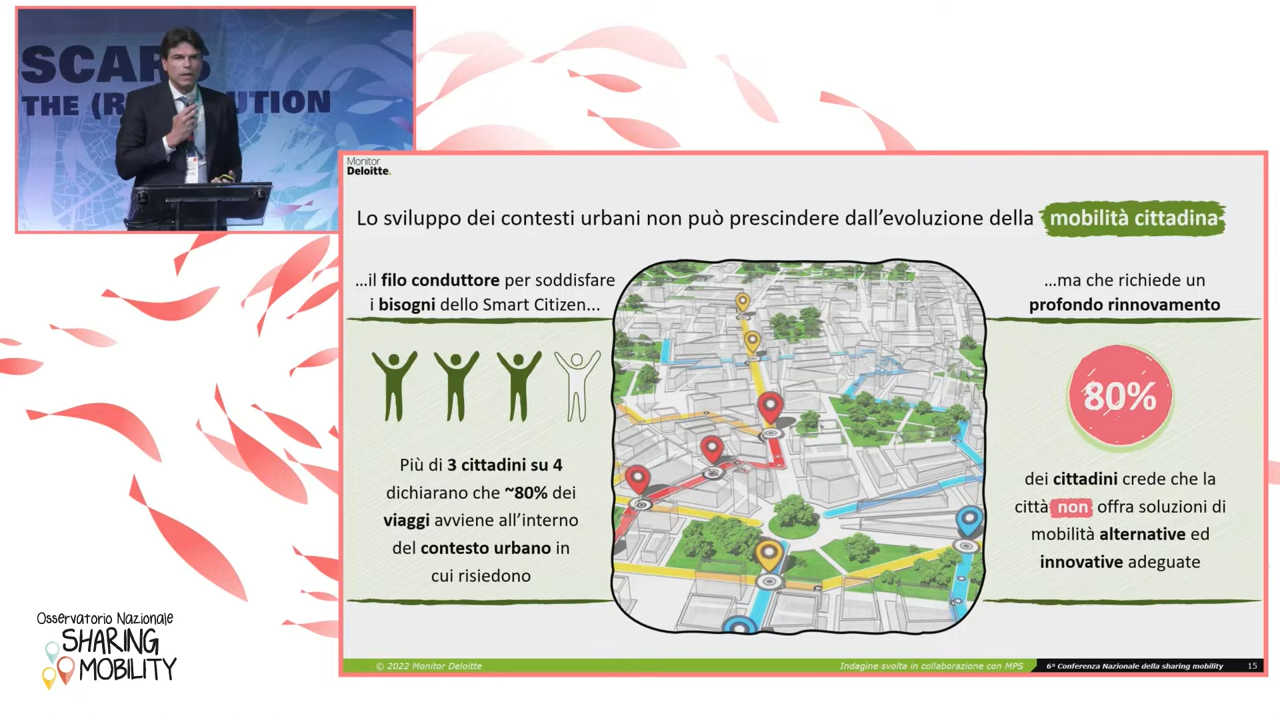 SCARS
THE (R UTION
Monitor
Deloitte.
Lo sviluppo dei contesti urbani non può prescindere dall'evoluzione della mobilità cittadina
...il filo conduttore per soddisfare
i bisogni dello Smart Citizen...
Più di 3 cittadini su 4
dichiarano che ~80% dei
viaggi avviene all'interno
del contesto urbano in
cui risiedono
...ma che richiede un
profondo rinnovamento
80%
dei cittadini crede che la
città non offra soluzioni di
mobilità alternative ed
innovative adeguate
© 2022 Monitor Deloitte
Indagine svolta in collaborazione con MPS
6° Conferenza Nazionale della sharing mobility
15
Osservatorio Nazionale
SHARING
MOBILITY